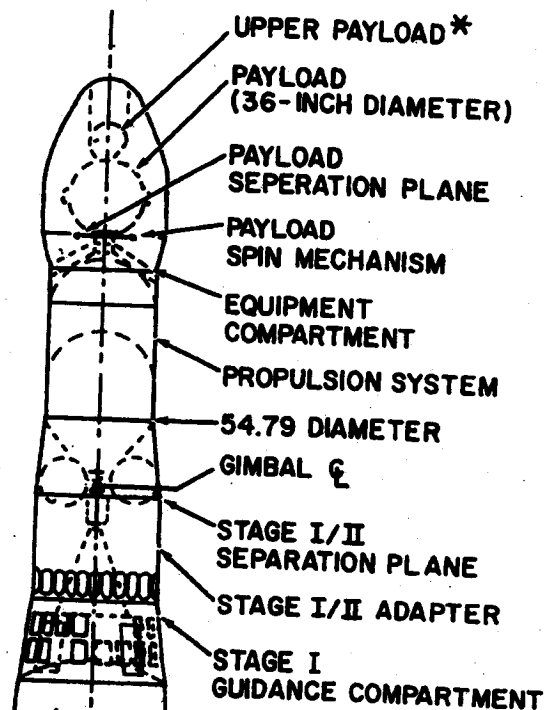 UPPER PAYLOAD*
PAYLOAD
(36-INCH DIAMETER)
PAYLOAD
SEPERATION PLANE
PAYLOAD
SPIN MECHANISM
EQUIPMENT
COMPARTMENT
PROPULSION SYSTEM
54.79 DIAMETER
GIMBAL ℄
STAGE I/II
SEPARATION PLANE
STAGE I/II ADAPTER
STAGE I
GUIDANCE COMPARTMENT